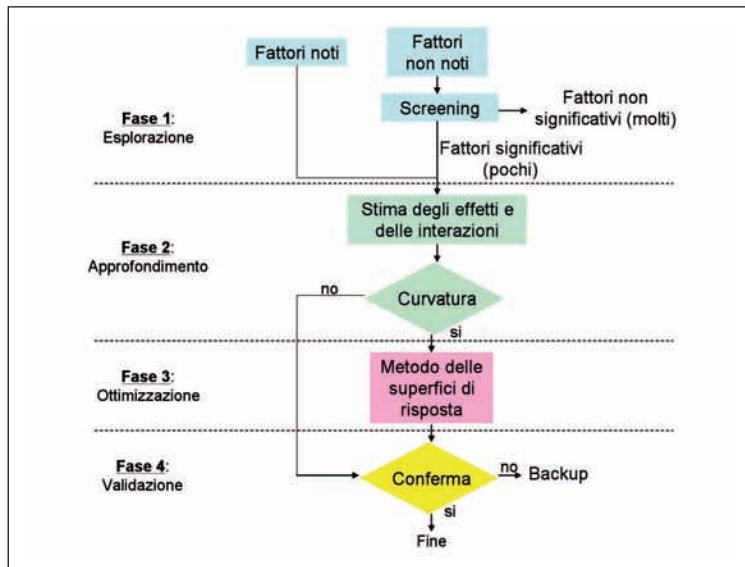 Fattori noti
Fattori
non noti
Fase 1:
Esplorazione
Screening
Fattori non
significativi (molti)
Fattori significativi
(pochi)
Stima degli effetti e
delle interazioni
Fase 2:
Approfondimento
no
Curvatura
si
Fase 3:
Ottimizzazione
Metodo delle
superfici di
risposta
Fase 4:
Validazione
Conferma
no
Backup
si
Fine